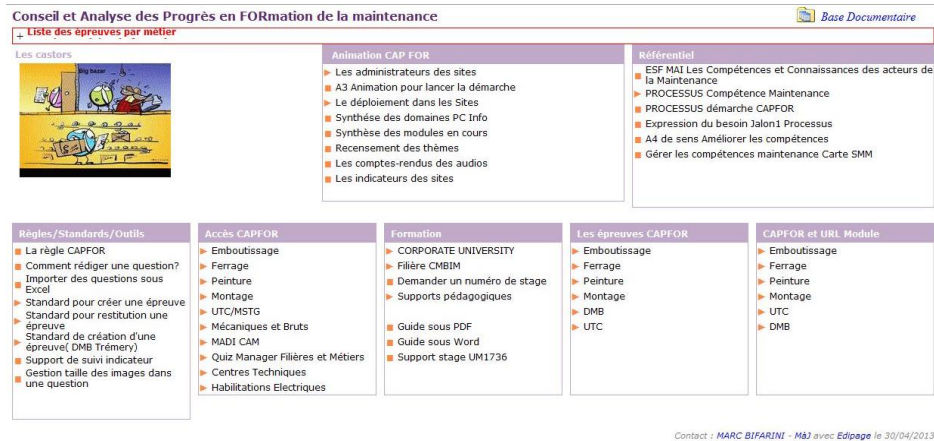 Conseil et Analyse des Progrès en FORmation de la maintenance
Base Documentaire
+ Liste des épreuves par métier
Les castors
Big bazar
Animation CAP FOR
Les administrateurs des sites
A3 Animation pour lancer la démarche
Le déploiement dans les Sites
Synthése des domaines PC Info
Synthèse des modules en cours
Recensement des thèmes
Les comptes-rendus des audios
Les indicateurs des sites
Référentiel
ESF MAI Les Compétences et Connaissances des acteurs de
la Maintenance
PROCESSUS Compétence Maintenance
PROCESSUS démarche CAPFOR
Expression du besoin Jalon1 Processus
A4 de sens Améliorer les compétences
Gérer les compétences maintenance Carte SMM
Règles/Standards/Outils
La règle CAPFOR
Comment rédiger une question?
Importer des questions sous
Excel
Standard pour créer une épreuve
Standard pour restitution une
épreuve
Standard de création d'une
épreuve( DMB Trémery)
Support de suivi indicateur
Gestion taille des images dans
une question
Accès CAPFOR
Emboutissage
Ferrage
Peinture
Montage
UTC/MSTG
Mécaniques et Bruts
MADI CAM
Quiz Manager Filières et Métiers
Centres Techniques
Habilitations Electriques
Formation
CORPORATE UNIVERSITY
Filière CMBIM
Demander un numéro de stage
Supports pédagogiques
Guide sous PDF
Guide sous Word
Support stage UM1736
Les épreuves CAPFOR
Emboutissage
Ferrage
Peinture
Montage
DMB
UTC
CAPFOR et URL Module
Emboutissage
Ferrage
Peinture
Montage
UTC
DMB
Contact : MARC BIFARINI - MàJ avec Edipage le 30/04/2013